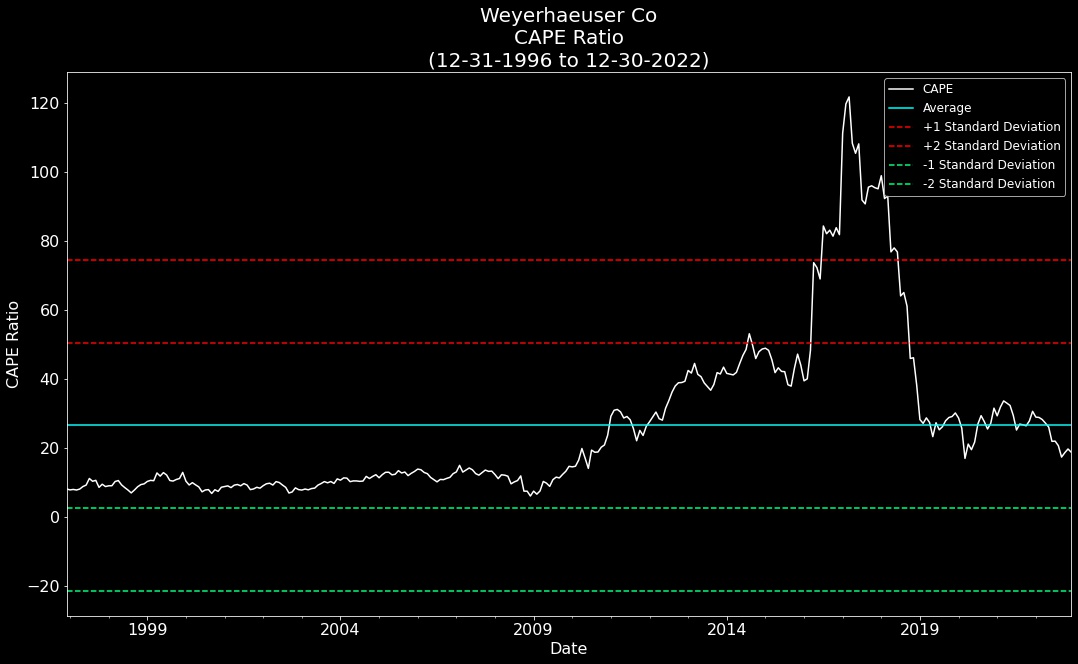 Weyerhaeuser Co
CAPE Ratio
(12-31-1996 to 12-30-2022)
CAPE
Average
+1 Standard Deviation
+2 Standard Deviation
-1 Standard Deviation
-2 Standard Deviation
120
100
80
60
40
20
0
−20
CAPE Ratio
1999 2004 2009 2014 2019
Date